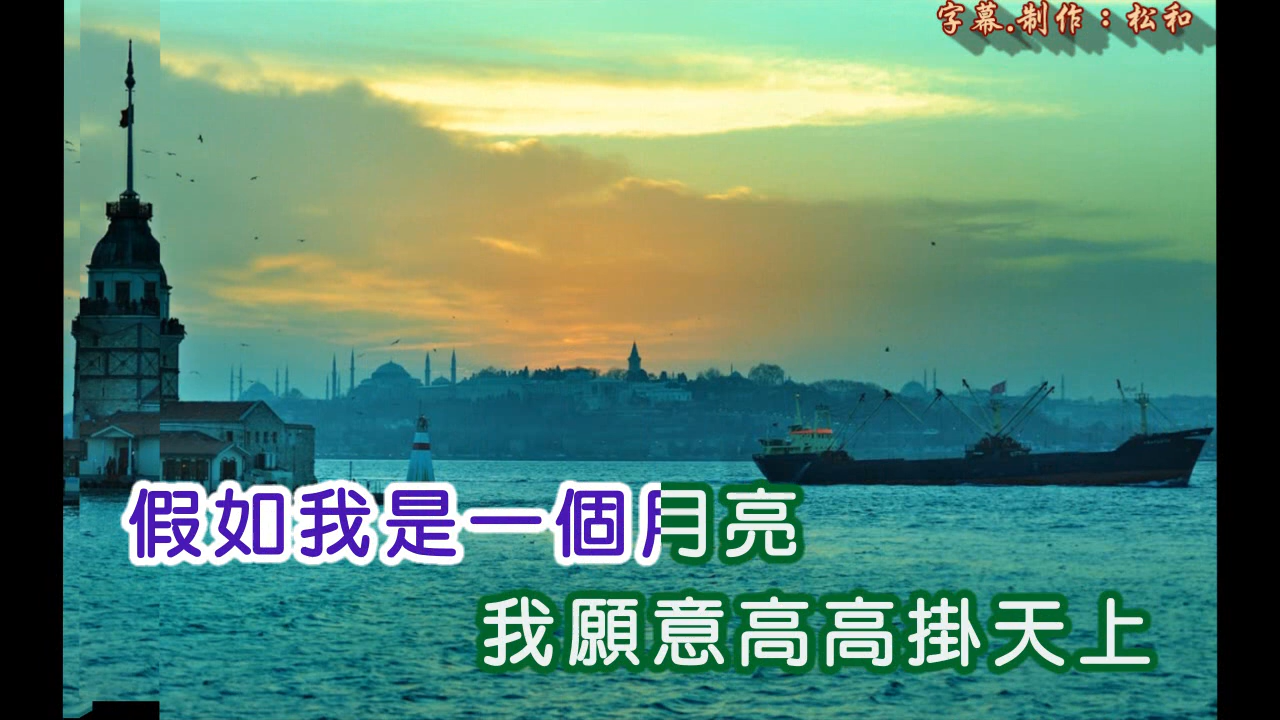 字幕.制作：松和
假如我是一個月亮
我願意高高掛天上